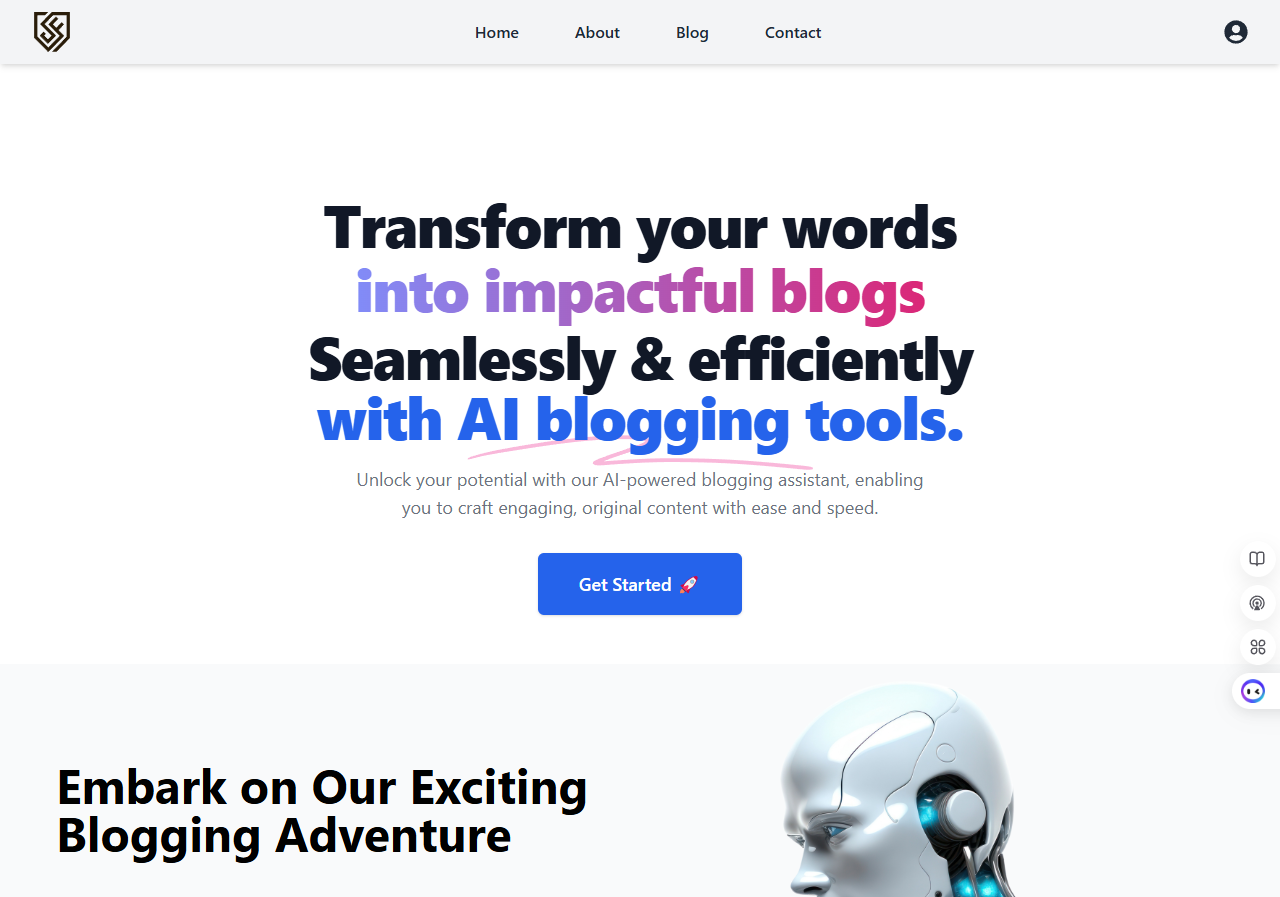 Home About Blog Contact
Transform your words
into impactful blogs
Seamlessly & efficiently
with AI blogging tools.
Unlock your potential with our AI-powered blogging assistant, enabling
you to craft engaging, original content with ease and speed.
Get Started 🚀
Embark on Our Exciting
Blogging Adventure